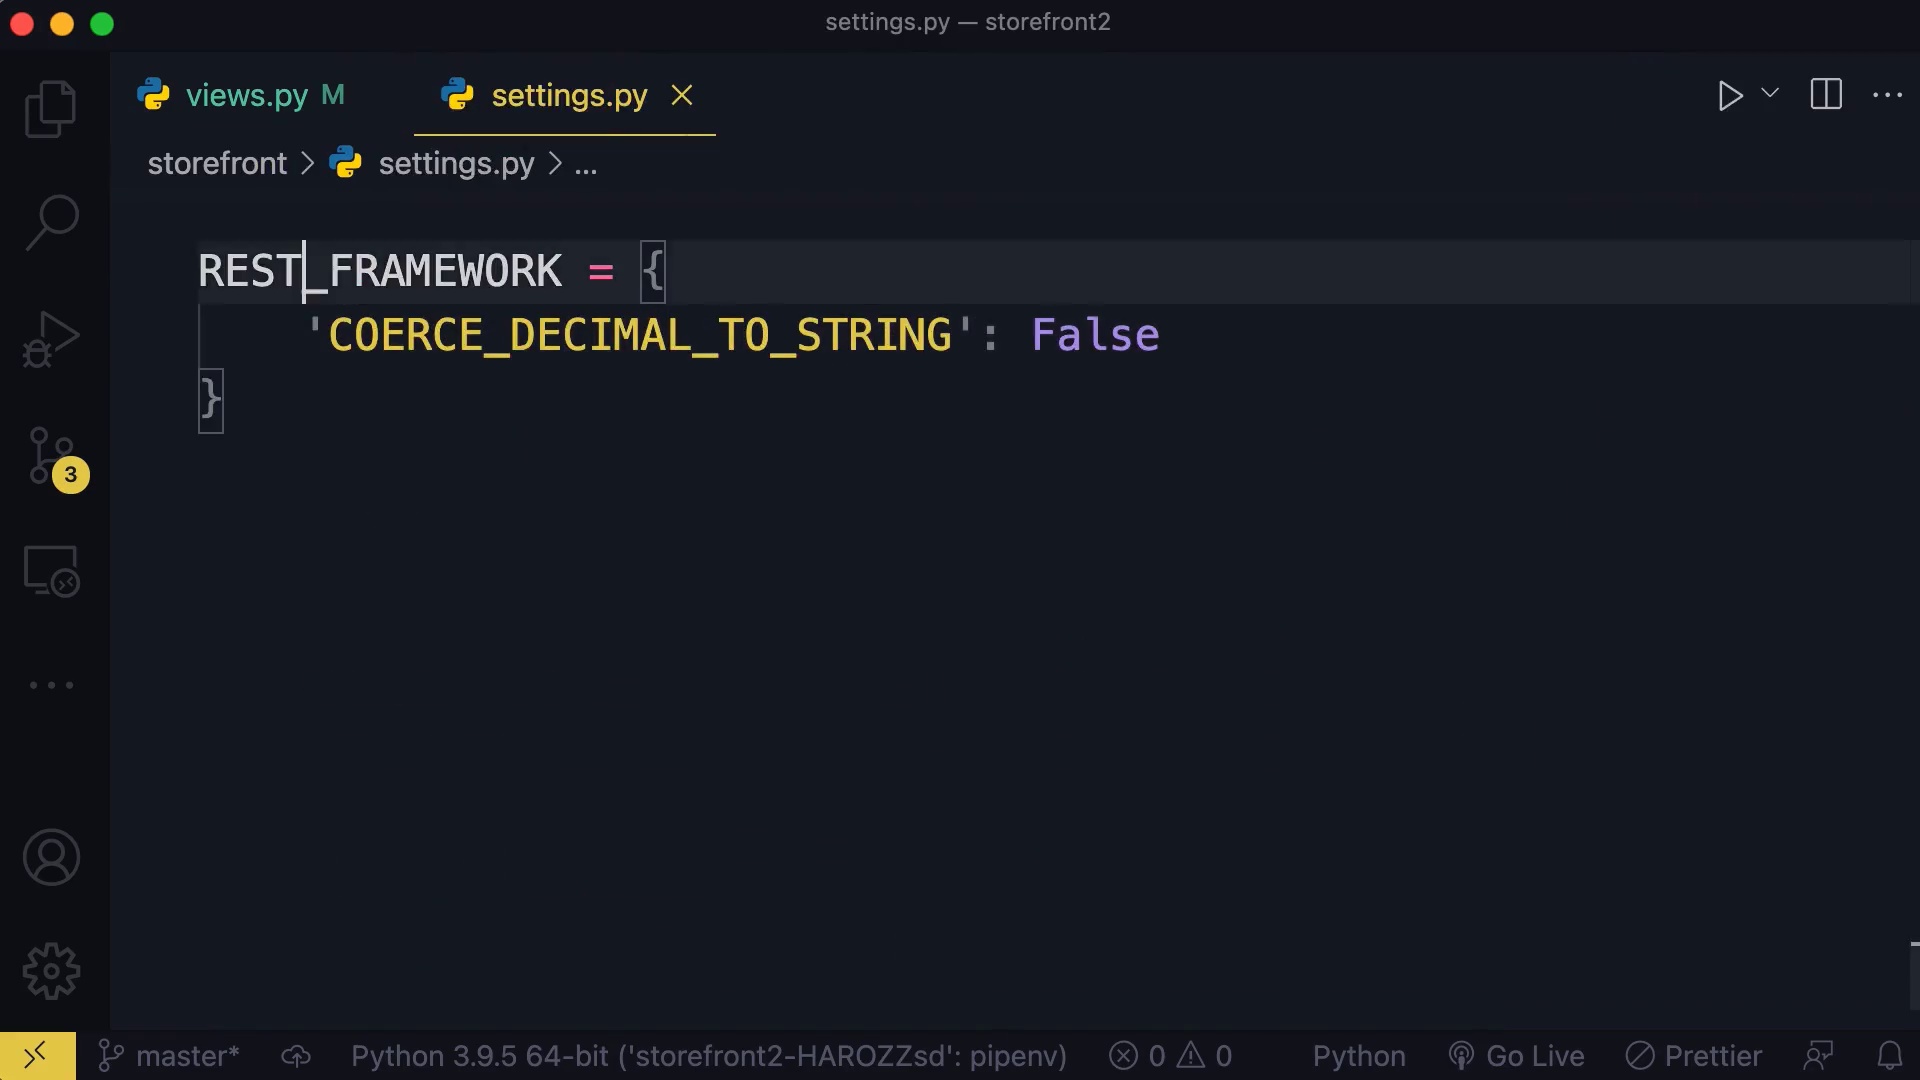 settings.py — storefront2
views.py M settings.py
storefront > settings.py > ...
REST_FRAMEWORK = {
    'COERCE_DECIMAL_TO_STRING': False
}
3
master* Python 3.9.5 64-bit ('storefront2-HAROZZsd': pipenv) 0 0 Python Go Live Prettier